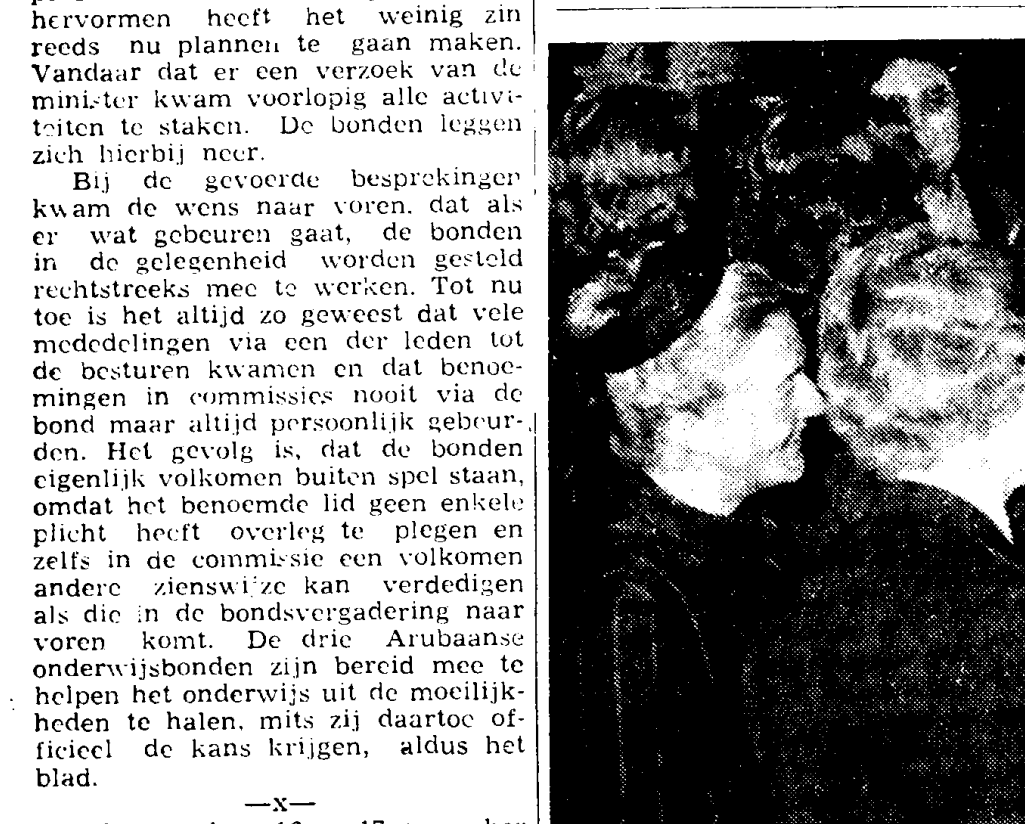 hervormen heeft het weinig zin
reeds nu plannen te gaan maken.
Vandaar dat er een verzoek van de
minister kwam voorlopig alle activi-
teiten te staken. De bonden leggen
zich hierbij neer.
Bij de gevoerde besprekingen
kwam de wens naar voren. dat als
er wat gebeuren gaat, de bonden
in de gelegenheid worden gesteld
rechtstreeks mee te werken. Tot nu
toe is het altijd zo geweest dat vele
mededelingen via een der leden tot
de besturen kwamen en dat benoe-
mingen in commissies nooit via de
bond maar altijd persoonlijk gebeur-
den. Het gevolg is, dat de bonden
eigenlijk volkomen buiten spel staan,
omdat het benoemde lid geen enkele
plicht heeft overleg te plegen en
zelfs in de commissie een volkomen
andere zienswijze kan verdedigen
als die in de bondsvergadering naar
voren komt. De drie Arubaanse
onderwijsbonden zijn bereid mee te
helpen het onderwijs uit de moeilijk-
heden te halen, mits zij daartoe of-
ficieel de kans krijgen, aldus het
blad.
—x—